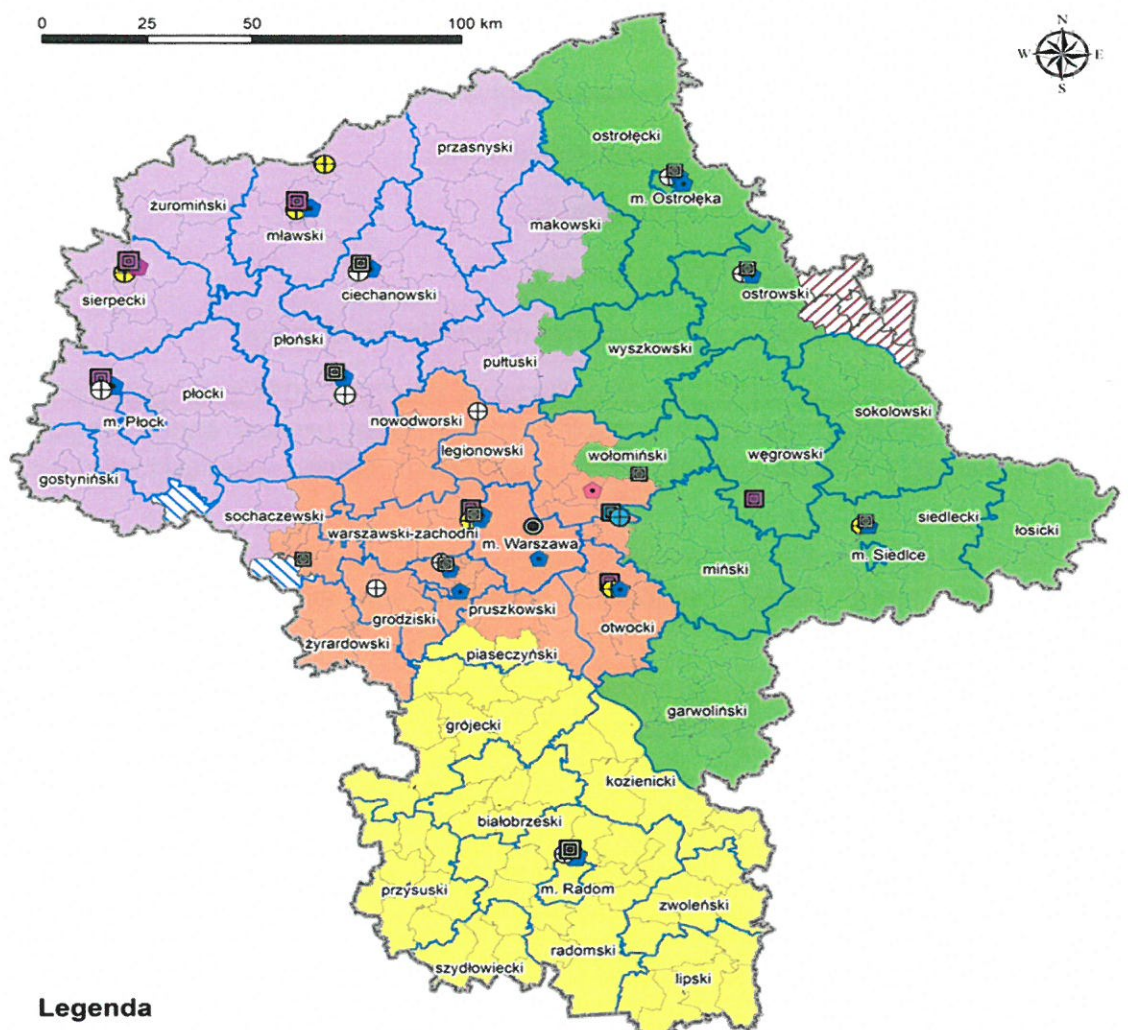 0 25 50 100 km
N
W E
S
ostrołęcki
przasnyski
m. Ostrołęka
żuromiński
makowski
mławski
ciechanowski
ostrowski
sierpecki
płoński
pułtuski
wyszkowski
płocki
sokołowski
m. Płock
nowodworski
legionowski
wołomiński
węgrowski
gostyniński
sochaczewski
siedlecki
łosicki
warszawski-zachodni
m. Warszawa
m. Siedlce
miński
grodziski
pruszkowski
otwocki
żyrardowski
piaseczyński
garwoliński
grójecki
kozienicki
białobrzeski
przysuski
m. Radom
zwoleński
radomski
szydłowiecki
lipski
Legenda